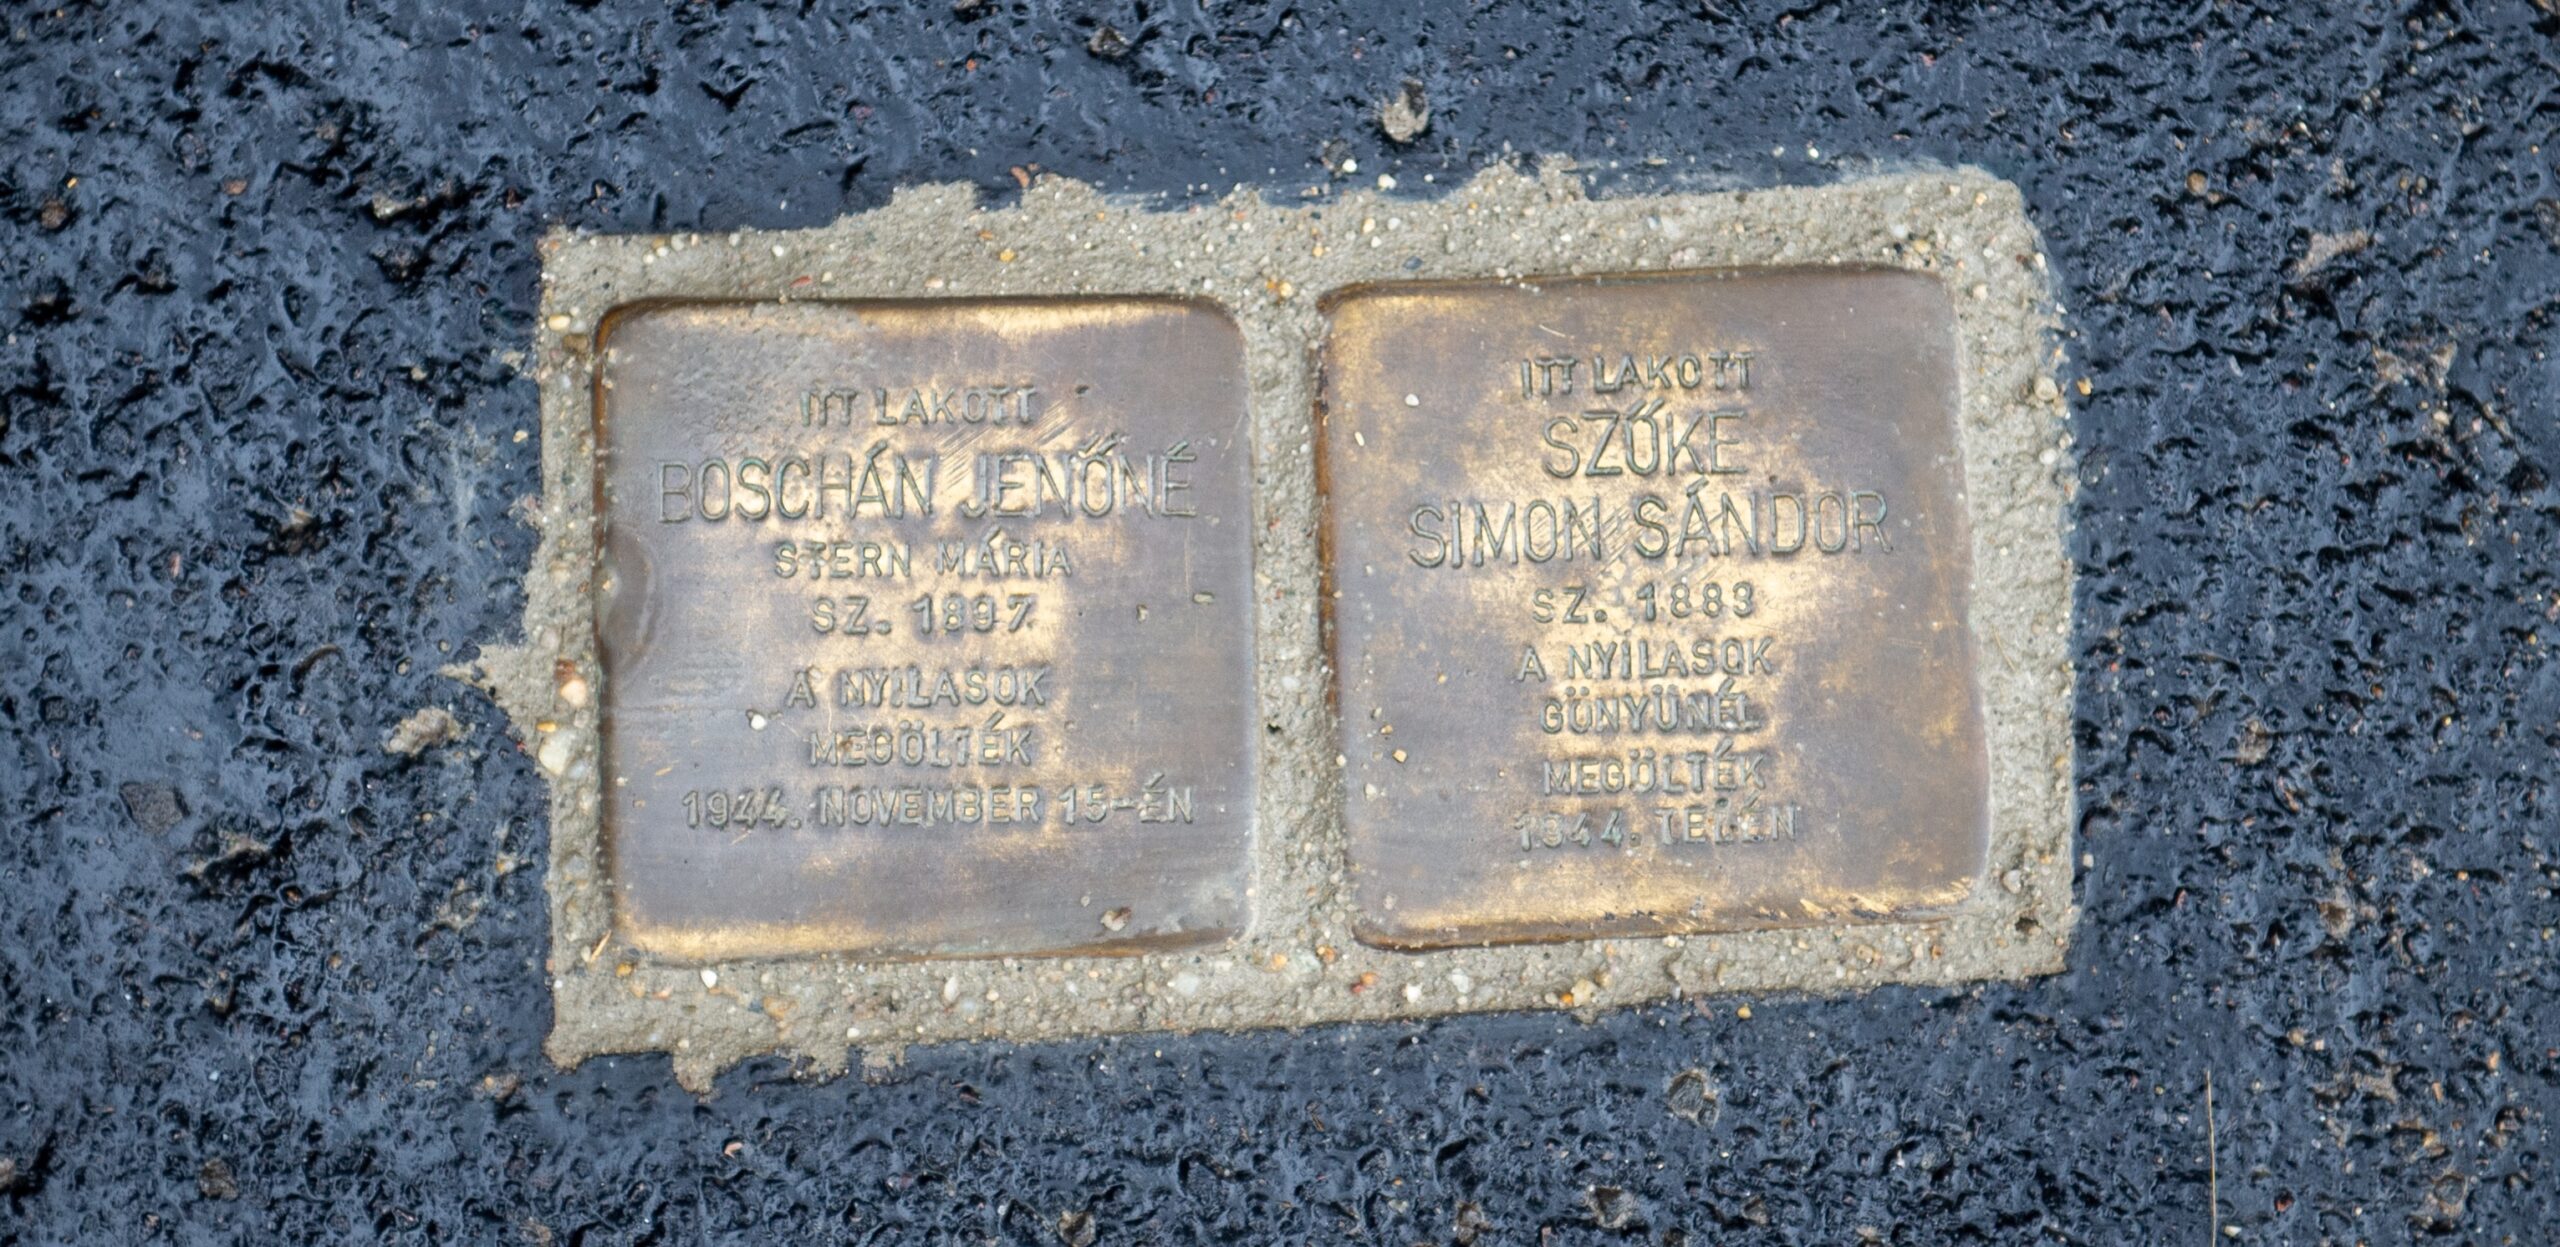 ITT LAKOTT
BOSCHÁN JENŐNÉ
STERN MÁRIA
SZ. 1897
A NYILASOK
MEGÖLTÉK
1944. NOVEMBER 15-ÉN
ITT LAKOTT
SZŐKE
SIMON SÁNDOR
SZ. 1883
A NYILASOK
GÖNYÜNÉL
MEGÖLTÉK
1944. TELÉN